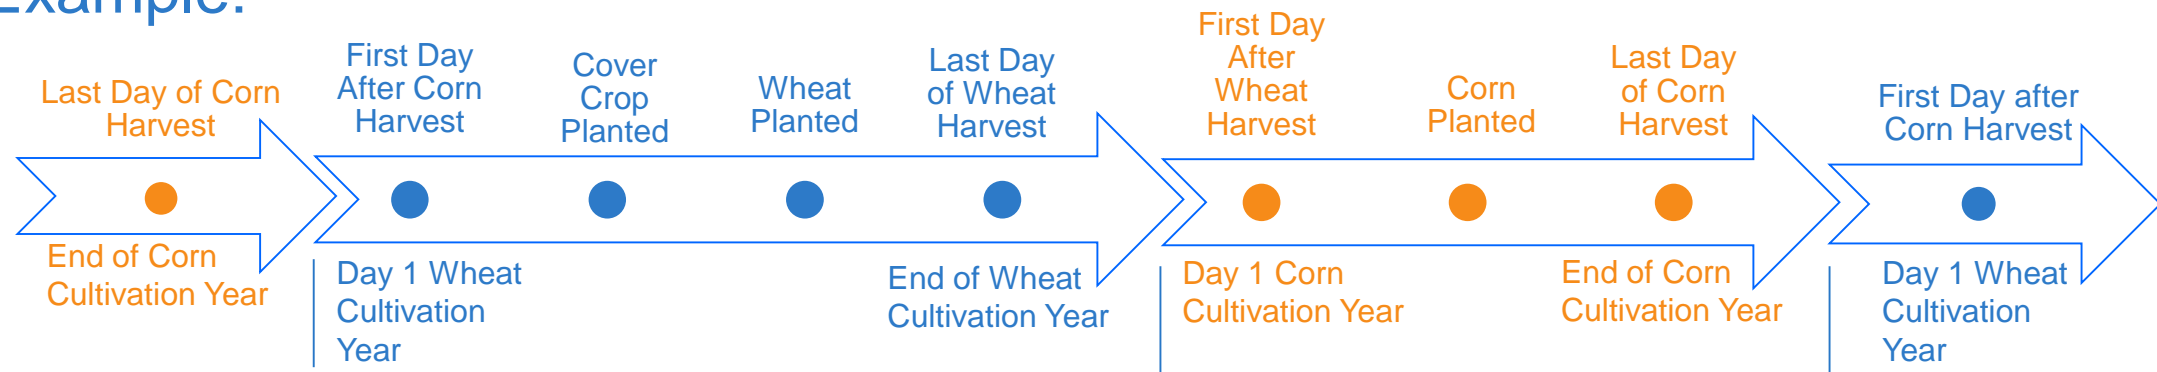 Example:
Last Day of Corn
Harvest
First Day
After Corn
Harvest
Cover
Crop
Planted
Wheat
Planted
Last Day
of Wheat
Harvest
First Day
After
Wheat
Harvest
Corn
Planted
Last Day
of Corn
Harvest
First Day after
Corn Harvest
End of Corn
Cultivation Year
Day 1 Wheat
Cultivation
Year
End of Wheat
Cultivation Year
Day 1 Corn
Cultivation Year
End of Corn
Cultivation Year
Day 1 Wheat
Cultivation
Year